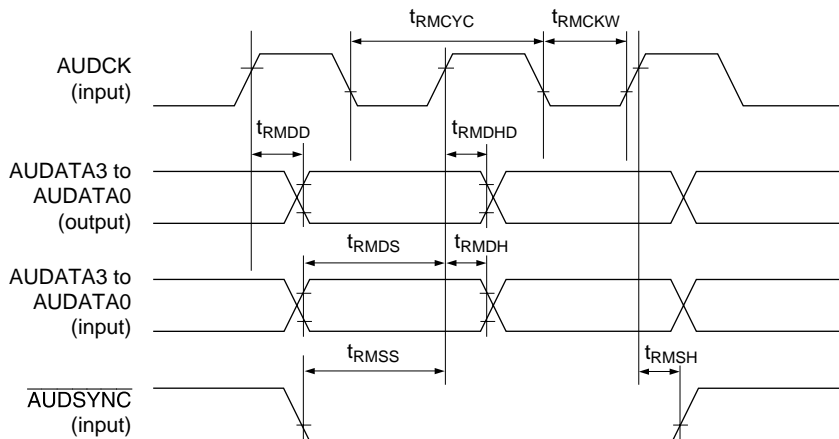 tRMCYC
tRMCKW
AUDCK
(input)
tRMDD
tRMDHD
AUDATA3 to
AUDATA0
(output)
tRMDS
tRMDH
AUDATA3 to
AUDATA0
(input)
tRMSS
tRMSH
AUDSYNC
(input)